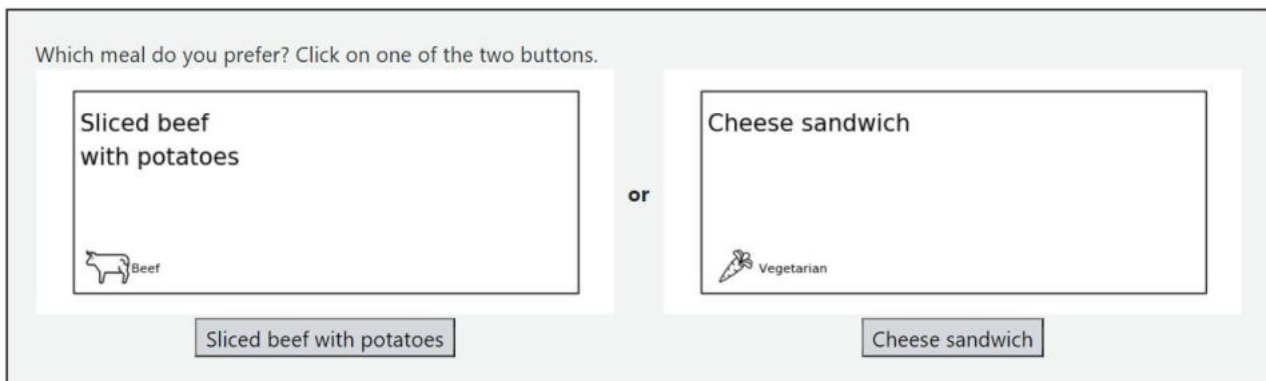 Which meal do you prefer? Click on one of the two buttons.
Sliced beef
with potatoes
Beef
Sliced beef with potatoes
or
Cheese sandwich
Vegetarian
Cheese sandwich